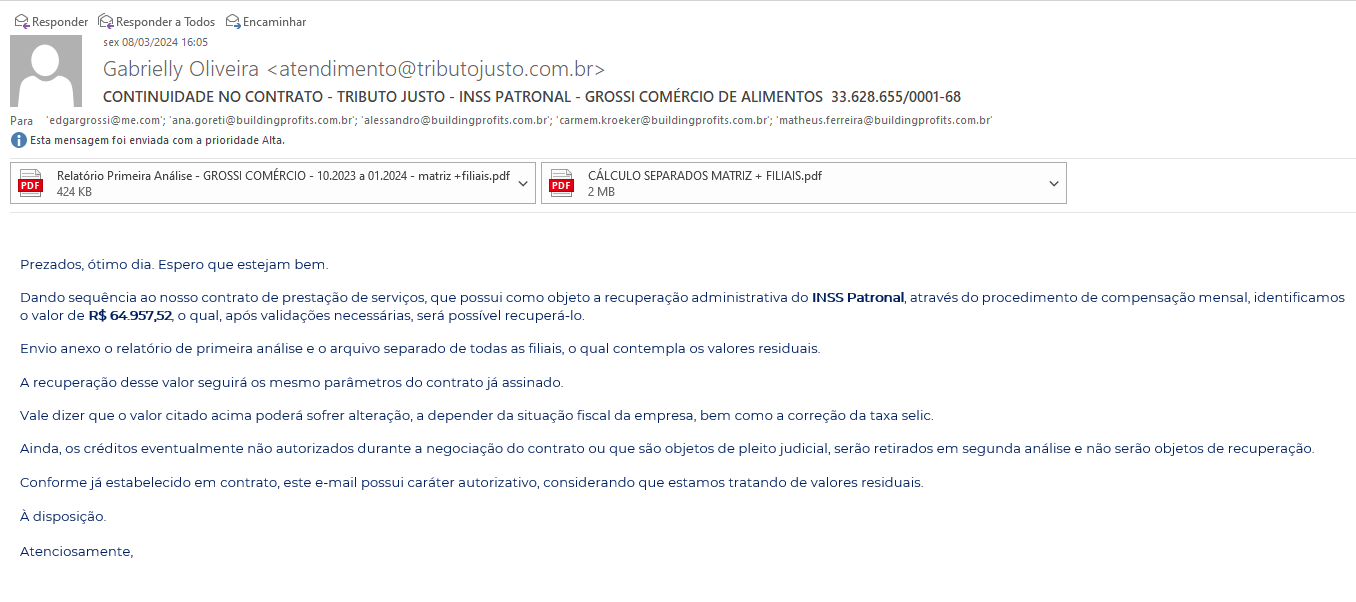 Responder Responder a Todos Encaminhar
sex 08/03/2024 16:05
Gabrielly Oliveira <atendimento@tributojusto.com.br>
CONTINUIDADE NO CONTRATO - TRIBUTO JUSTO - INSS PATRONAL - GROSSI COMÉRCIO DE ALIMENTOS 33.628.655/0001-68
Para 'edgargrossi@me.com'; 'ana.goreti@buildingprofits.com.br'; 'alessandro@buildingprofits.com.br'; 'carmem.kroeker@buildingprofits.com.br'; 'matheus.ferreira@buildingprofits.com.br'
Esta mensagem foi enviada com a prioridade Alta.
PDF Relatório Primeira Análise - GROSSI COMÉRCIO - 10.2023 a 01.2024 - matriz +filiais.pdf
424 KB
PDF CÁLCULO SEPARADOS MATRIZ + FILIAIS.pdf
2 MB
Prezados, ótimo dia. Espero que estejam bem.
Dando sequência ao nosso contrato de prestação de serviços, que possui como objeto a recuperação administrativa do INSS Patronal, através do procedimento de compensação mensal, identificamos
o valor de R$ 64.957,52, o qual, após validações necessárias, será possível recuperá-lo.
Envio anexo o relatório de primeira análise e o arquivo separado de todas as filiais, o qual contempla os valores residuais.
A recuperação desse valor seguirá os mesmo parâmetros do contrato já assinado.
Vale dizer que o valor citado acima poderá sofrer alteração, a depender da situação fiscal da empresa, bem como a correção da taxa selic.
Ainda, os créditos eventualmente não autorizados durante a negociação do contrato ou que são objetos de pleito judicial, serão retirados em segunda análise e não serão objetos de recuperação.
Conforme já estabelecido em contrato, este e-mail possui caráter autorizativo, considerando que estamos tratando de valores residuais.
À disposição.
Atenciosamente,